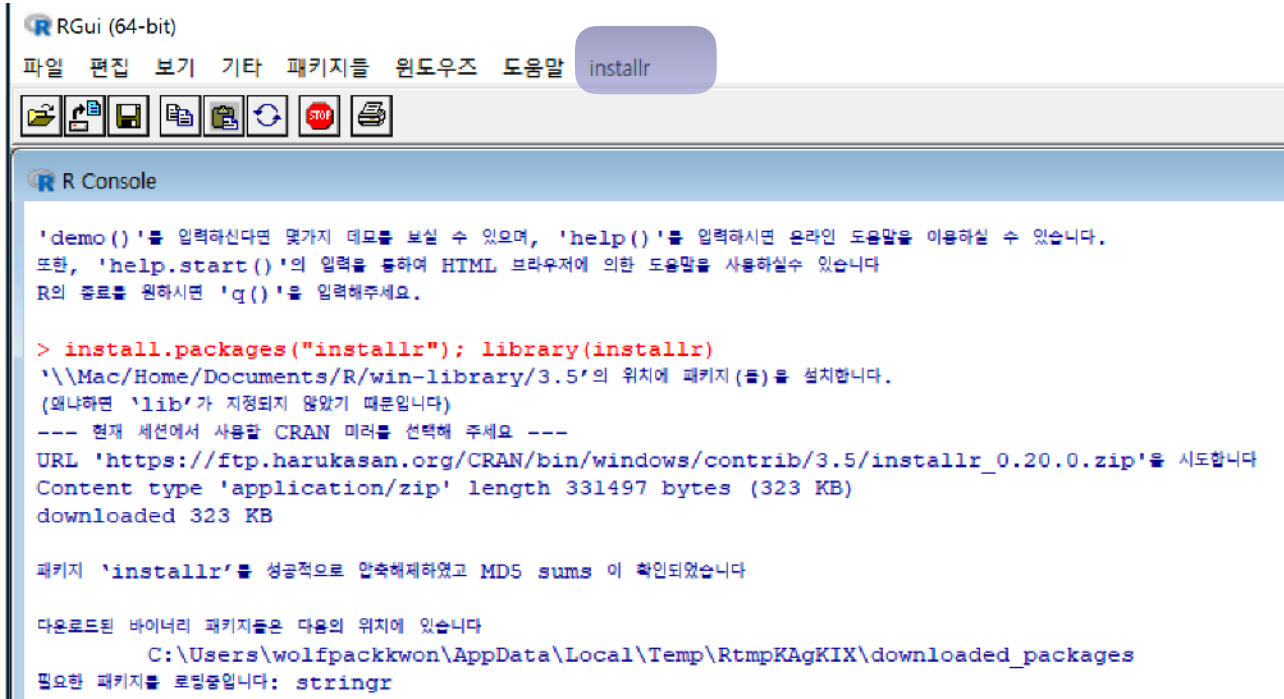 RGui (64-bit)
파일 편집 보기 기타 패키지들 윈도우즈 도움말 installr
STOP
R Console
'demo()'를 입력하신다면 몇가지 데모를 보실 수 있으며, 'help()'를 입력하시면 온라인 도움말을 이용하실 수 있습니다.
또한, 'help.start()'의 입력을 통하여 HTML 브라우저에 의한 도움말을 사용하실수 있습니다
R의 종료를 원하시면 'q()'을 입력해주세요.
> install.packages("installr"); library(installr)
‘\\Mac/Home/Documents/R/win-library/3.5’의 위치에 패키지(들)을 설치합니다.
(왜냐하면 ‘lib’가 지정되지 않았기 때문입니다)
--- 현재 세션에서 사용할 CRAN 미러를 선택해 주세요 ---
URL 'https://ftp.harukasan.org/CRAN/bin/windows/contrib/3.5/installr_0.20.0.zip'을 시도합니다
Content type 'application/zip' length 331497 bytes (323 KB)
downloaded 323 KB
패키지 ‘installr’를 성공적으로 압축해제하였고 MD5 sums 이 확인되었습니다
다운로드된 바이너리 패키지들은 다음의 위치에 있습니다
C:\Users\wolfpackkwon\AppData\Local\Temp\RtmpKAgKIX\downloaded_packages
필요한 패키지를 로딩중입니다: stringr